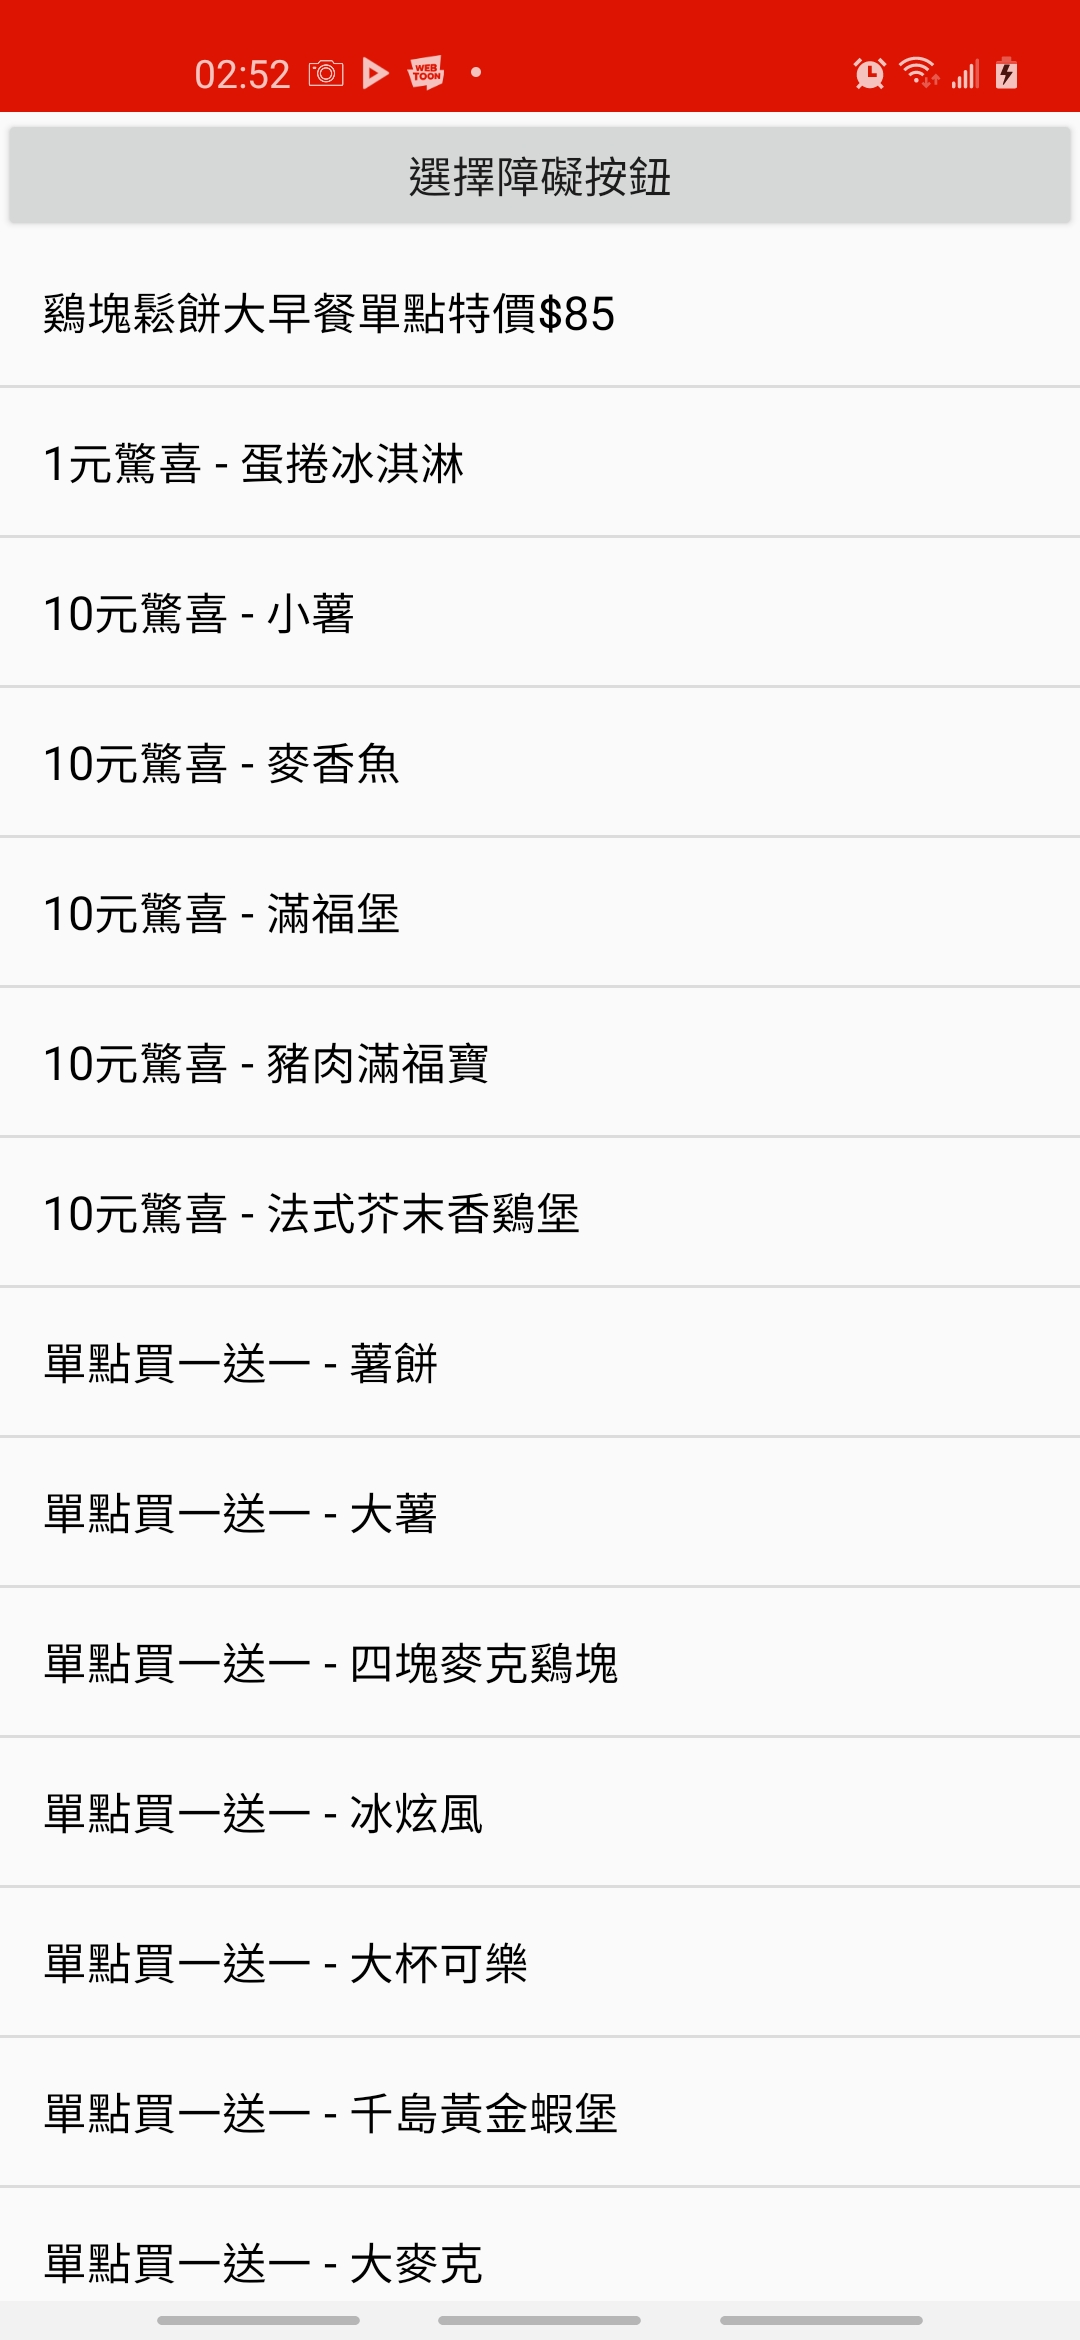 02:52
WEB
TOON
選擇障礙按鈕
鷄塊鬆餅大早餐單點特價$85
1元驚喜 - 蛋捲冰淇淋
10元驚喜 - 小薯
10元驚喜 - 麥香魚
10元驚喜 - 滿福堡
10元驚喜 - 豬肉滿福寶
10元驚喜 - 法式芥末香鷄堡
單點買一送一 - 薯餅
單點買一送一 - 大薯
單點買一送一 - 四塊麥克鷄塊
單點買一送一 - 冰炫風
單點買一送一 - 大杯可樂
單點買一送一 - 千島黃金蝦堡
單點買一送一 - 大麥克